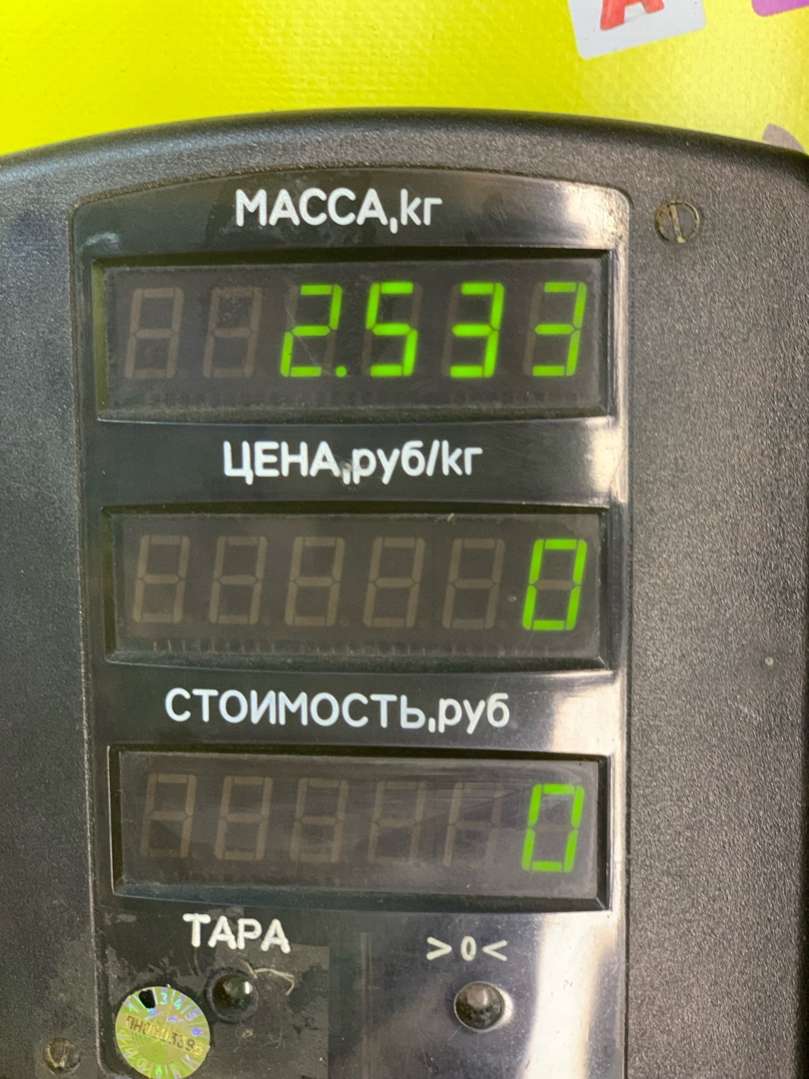 А
МАССА,кг
2.533
ЦЕНА,руб/кг
0
СТОИМОСТЬ,руб
0
ТАРА
>0<